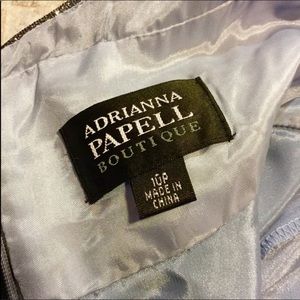 ADRIANNA
PAPELL
BOUTIQUE
10P
MADE IN
CHINA